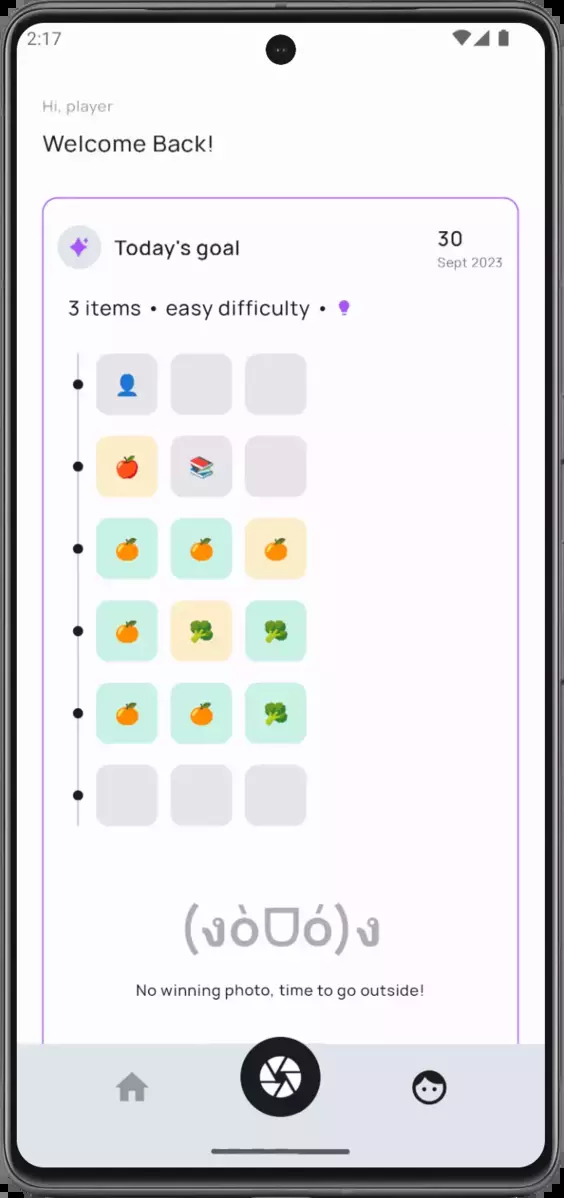 2:17
Hi, player
Welcome Back!
Today's goal
30
Sept 2023
3 items • easy difficulty •
(งò⩌ó)ง
No winning photo, time to go outside!